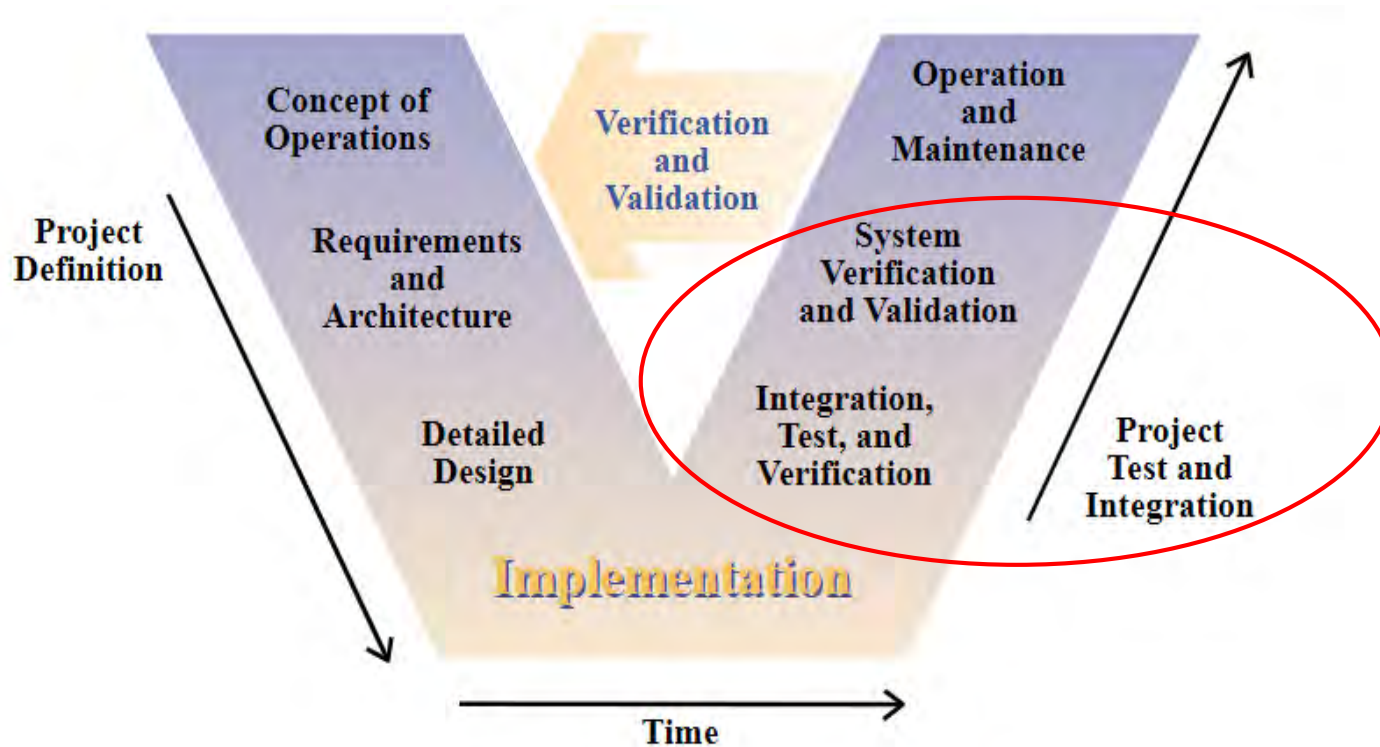 Concept of
Operations
Verification
and
Validation
Operation
and
Maintenance
Project
Definition
Requirements
and
Architecture
System
Verification
and Validation
Detailed
Design
Integration,
Test, and
Verification
Project
Test and
Integration
Implementation
Time